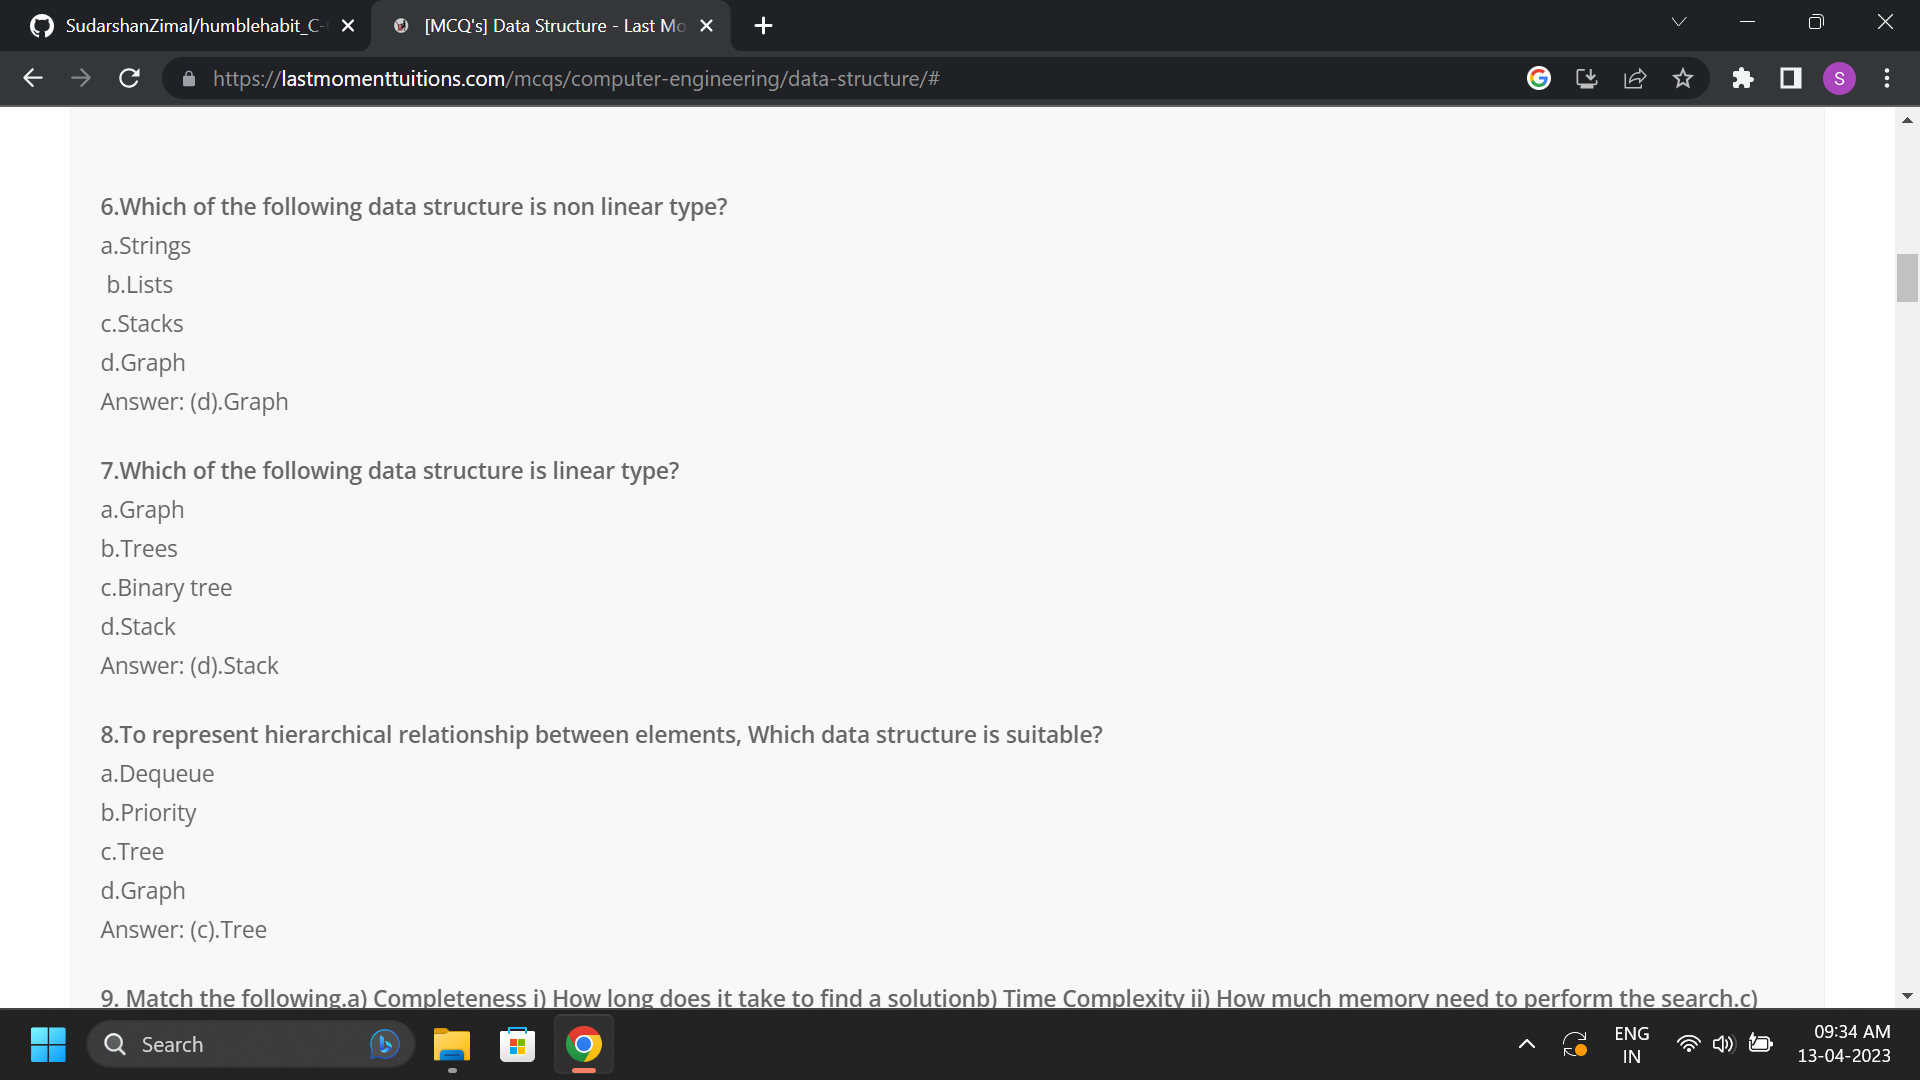 SudarshanZimal/humblehabit_C-
[MCQ's] Data Structure - Last Mo
https://lastmomenttuitions.com/mcqs/computer-engineering/data-structure/#
S
6.Which of the following data structure is non linear type?
a.Strings
b.Lists
c.Stacks
d.Graph
Answer: (d).Graph
7.Which of the following data structure is linear type?
a.Graph
b.Trees
c.Binary tree
d.Stack
Answer: (d).Stack
8.To represent hierarchical relationship between elements, Which data structure is suitable?
a.Dequeue
b.Priority
c.Tree
d.Graph
Answer: (c).Tree
9. Match the following.a) Completeness i) How long does it take to find a solutionb) Time Complexity ii) How much memory need to perform the search.c)
Search
ENG
IN
09:34 AM
13-04-2023